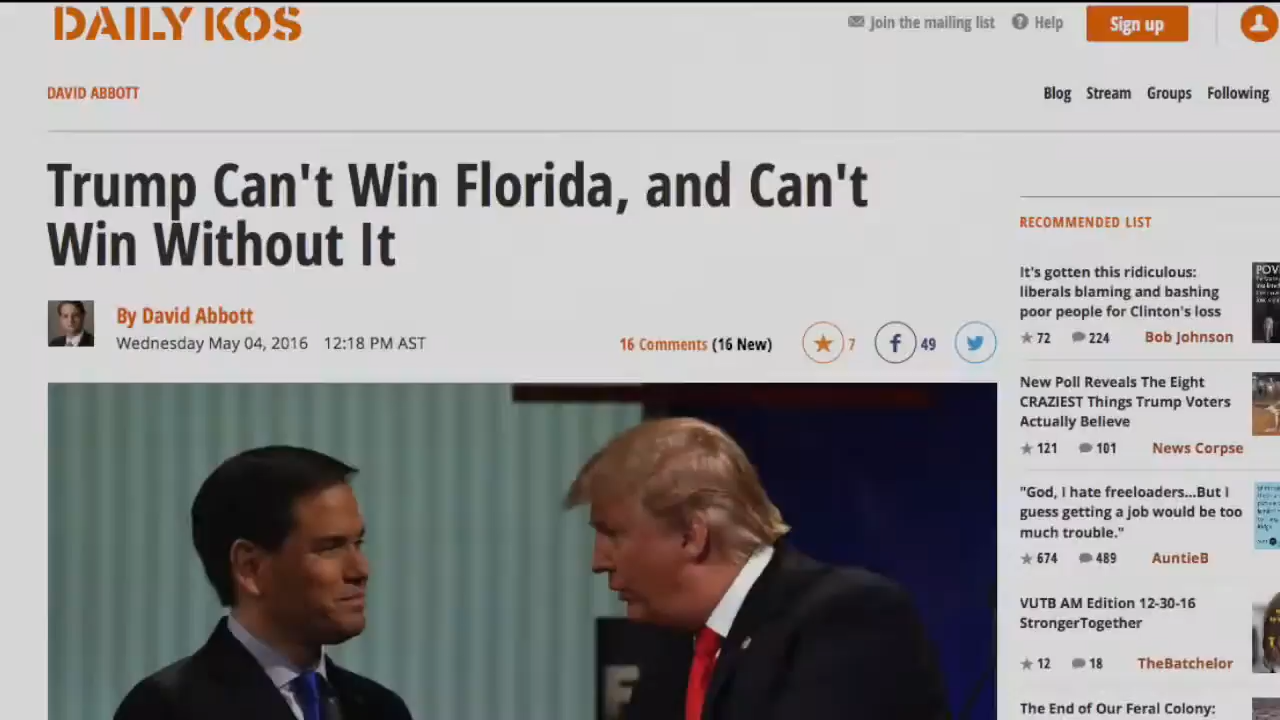 DAILY KOS
Join the mailing list
Help
Sign up
DAVID ABBOTT
Blog Stream Groups Following
Trump Can't Win Florida, and Can't
Win Without It
By David Abbott
Wednesday May 04, 2016 12:18 PM AST
16 Comments (16 New)
7
f 49
RECOMMENDED LIST
It's gotten this ridiculous:
liberals blaming and bashing
poor people for Clinton's loss
72 224 Bob Johnson
New Poll Reveals The Eight
CRAZIEST Things Trump Voters
Actually Believe
121 101 News Corpse
"God, I hate freeloaders...But I
guess getting a job would be too
much trouble."
674 489 AuntieB
VUTB AM Edition 12-30-16
StrongerTogether
12 18 TheBatchelor
The End of Our Feral Colony: